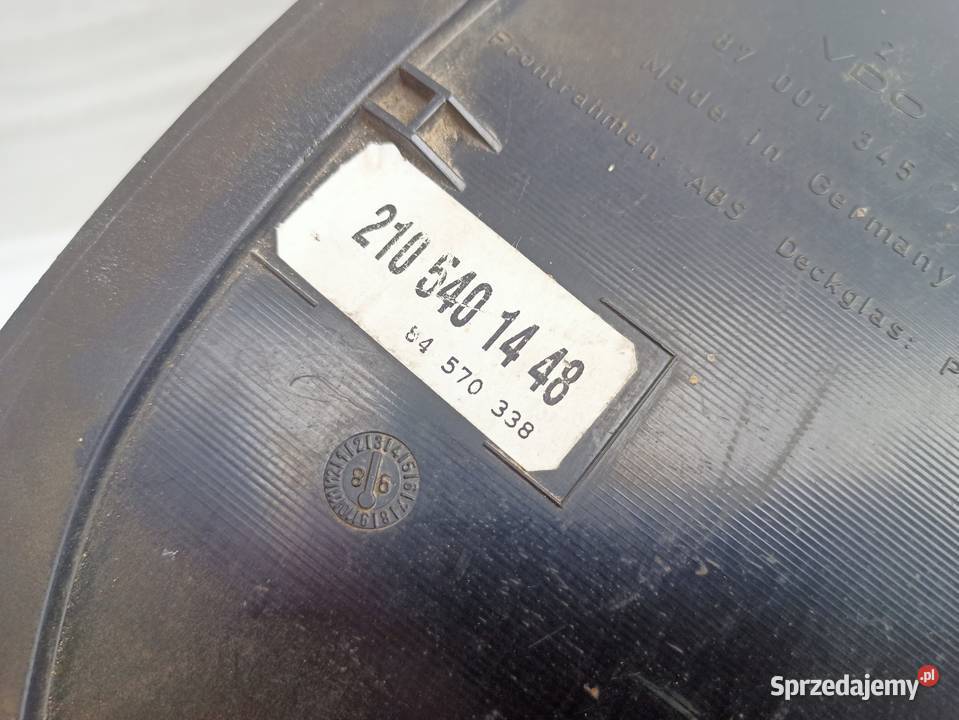 2
VDO
87 001 345
Made in Germany
Frontrahmen: ABS Deckglas: P
210 540 14 48
84 570 338
Sprzedajemy.pl